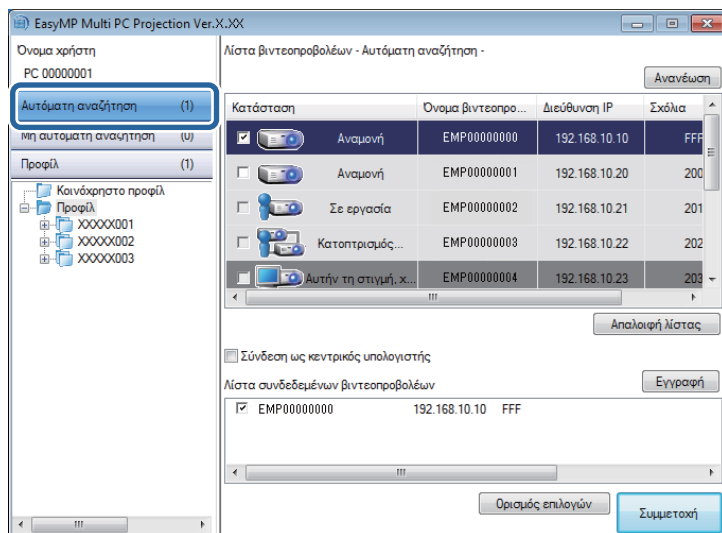 EasyMP Multi PC Projection Ver.X.XX
Όνομα χρήστη
PC 00000001
Αυτόματη αναζήτηση (1)
Μη αυτόματη αναζήτηση (0)
Προφίλ (1)
Κοινόχρηστο προφίλ
Προφίλ
XXXXX001
XXXXX002
XXXXX003
Λίστα βιντεοπροβολέων - Αυτόματη αναζήτηση -
Ανανέωση
Κατάσταση Όνομα βιντεοπρο... Διεύθυνση IP Σχόλια
Αναμονή EMP00000000 192.168.10.10 FFF
Αναμονή EMP00000001 192.168.10.20 200
Σε εργασία EMP00000002 192.168.10.21 201
Κατοπτρισμός... EMP00000003 192.168.10.22 202
Αυτήν τη στιγμή, χ... EMP00000004 192.168.10.23 203
Απαλοιφή λίστας
Σύνδεση ως κεντρικός υπολογιστής
Λίστα συνδεδεμένων βιντεοπροβολέων
Εγγραφή
EMP00000000 192.168.10.10 FFF
Ορισμός επιλογών
Συμμετοχή